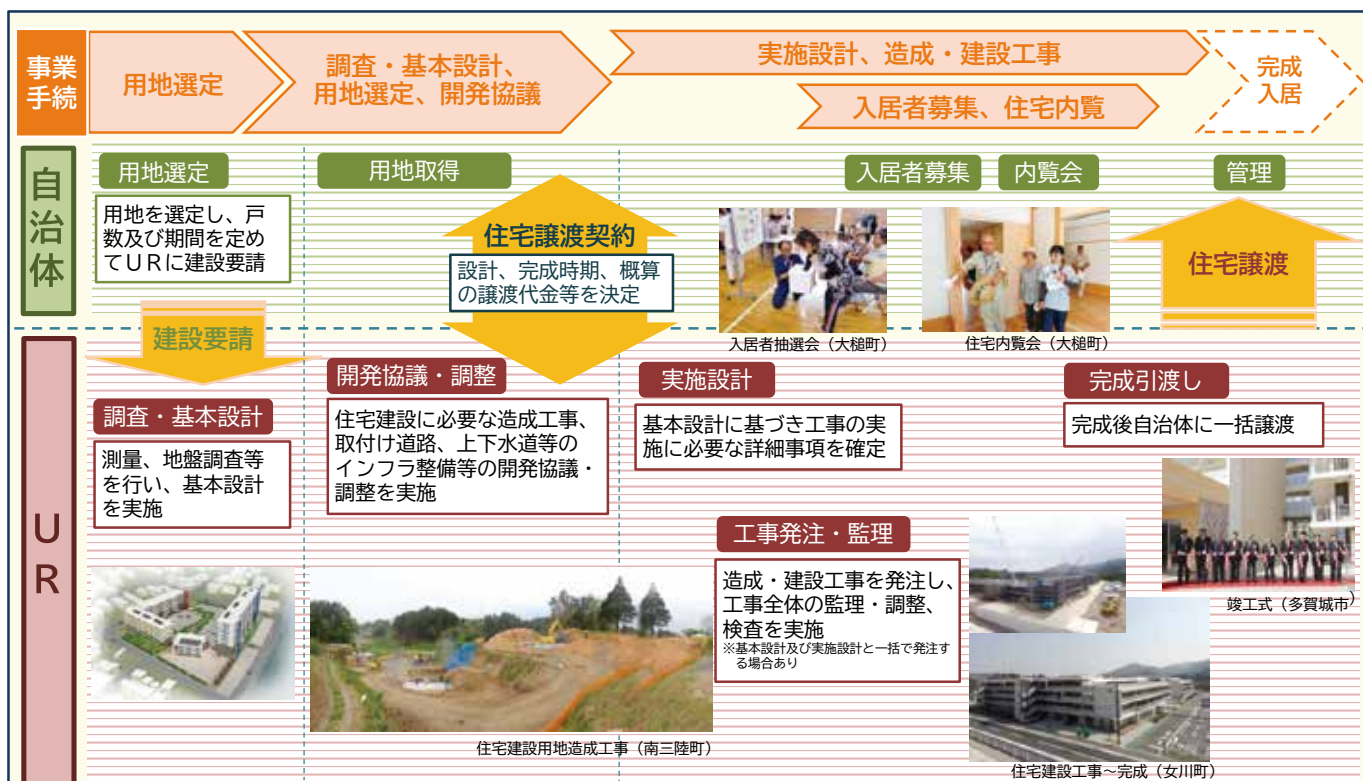 事業
手続
用地選定
調査・基本設計、
用地選定、開発協議
実施設計、造成・建設工事
入居者募集、住宅内覧
完成
入居
自治体
用地選定
用地を選定し、戸
数及び期間を定め
てＵＲに建設要請
用地取得
住宅譲渡契約
設計、完成時期、概算
の譲渡代金等を決定
入居者募集
内覧会
管理
入居者抽選会（大槌町）
住宅内覧会（大槌町）
住宅譲渡
建設要請
ＵＲ
調査・基本設計
測量、地盤調査等
を行い、基本設計
を実施
開発協議・調整
住宅建設に必要な造成工事、
取付け道路、上下水道等の
インフラ整備等の開発協議・
調整を実施
実施設計
基本設計に基づき工事の実
施に必要な詳細事項を確定
完成引渡し
完成後自治体に一括譲渡
工事発注・監理
造成・建設工事を発注し、
工事全体の監理・調整、
検査を実施
※基本設計及び実施設計と一括で発注す
る場合あり
竣工式（多賀城市）
住宅建設用地造成工事（南三陸町）
住宅建設工事～完成（女川町）